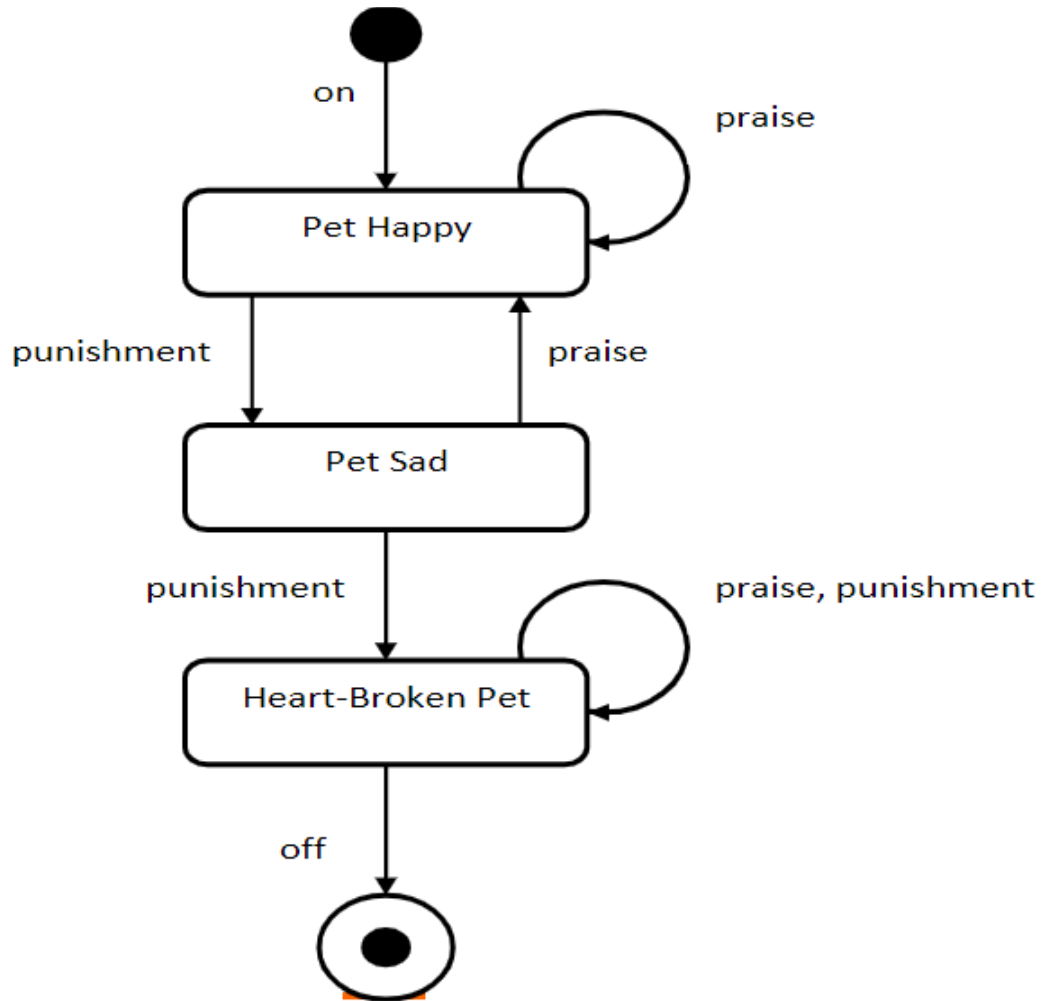 on
praise
Pet Happy
punishment
praise
Pet Sad
punishment
praise, punishment
Heart-Broken Pet
off